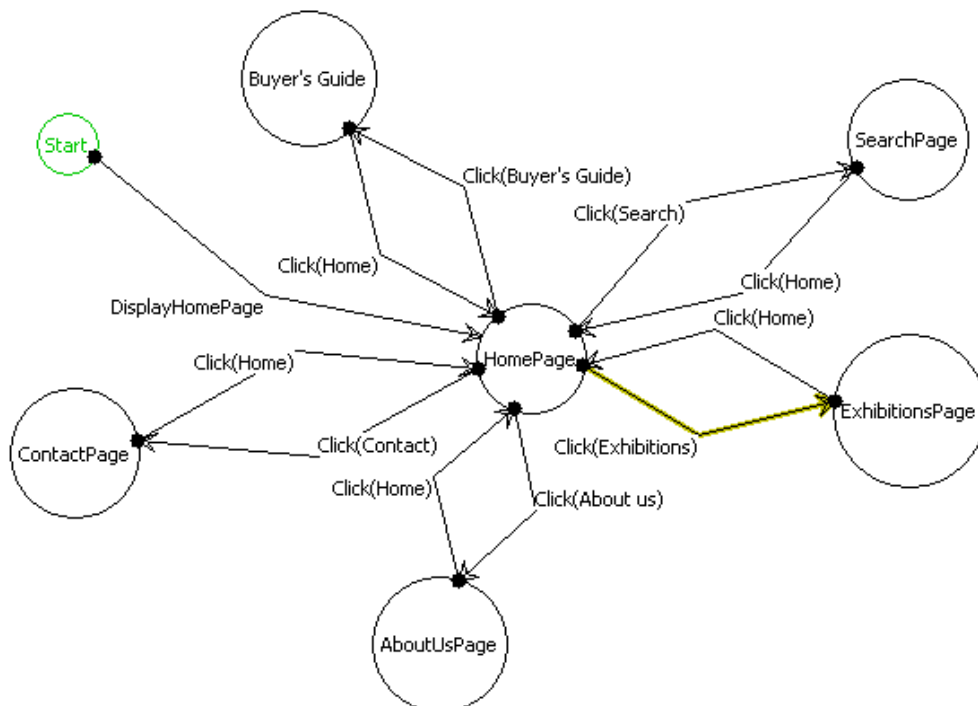 Buyer's Guide
Start
SearchPage
Click(Buyer's Guide)
Click(Search)
Click(Home)
Click(Home)
DisplayHomePage
Click(Home)
HomePage
Click(Home)
ExhibitionsPage
Click(Contact)
Click(Exhibitions)
ContactPage
Click(Home)
Click(About us)
AboutUsPage